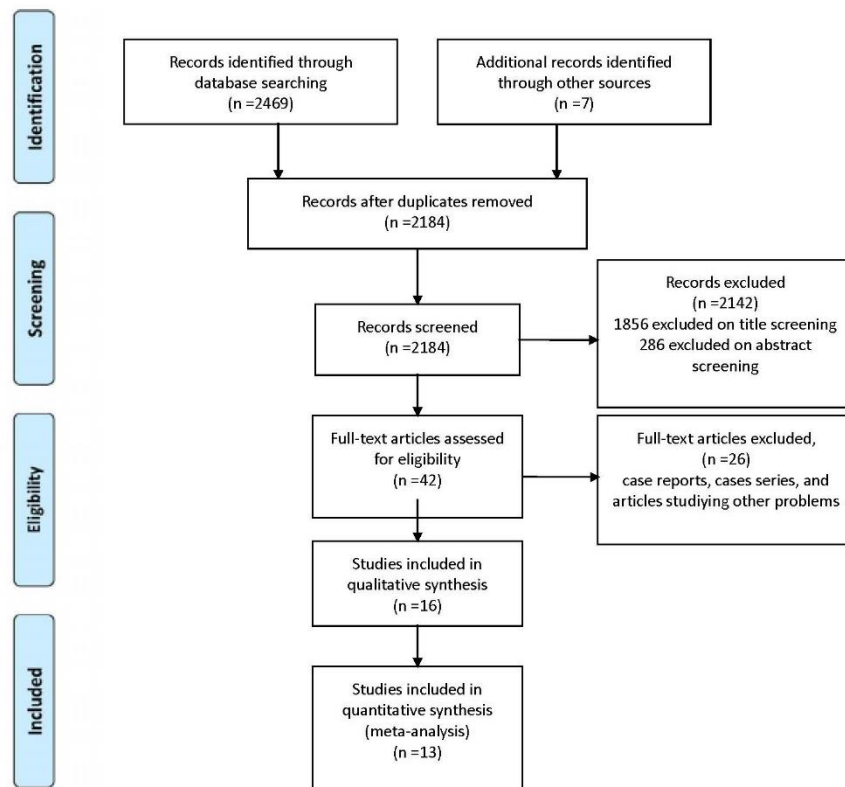 Identification
Records identified through
database searching
(n =2469)
Additional records identified
through other sources
(n =7)
Records after duplicates removed
(n =2184)
Screening
Records screened
(n =2184)
Records excluded
(n =2142)
1856 excluded on title screening
286 excluded on abstract
screening
Eligibility
Full-text articles assessed
for eligibility
(n =42)
Full-text articles excluded,
(n =26)
case reports, cases series, and
articles studiying other problems
Studies included in
qualitative synthesis
(n =16)
Included
Studies included in
quantitative synthesis
(meta-analysis)
(n =13)